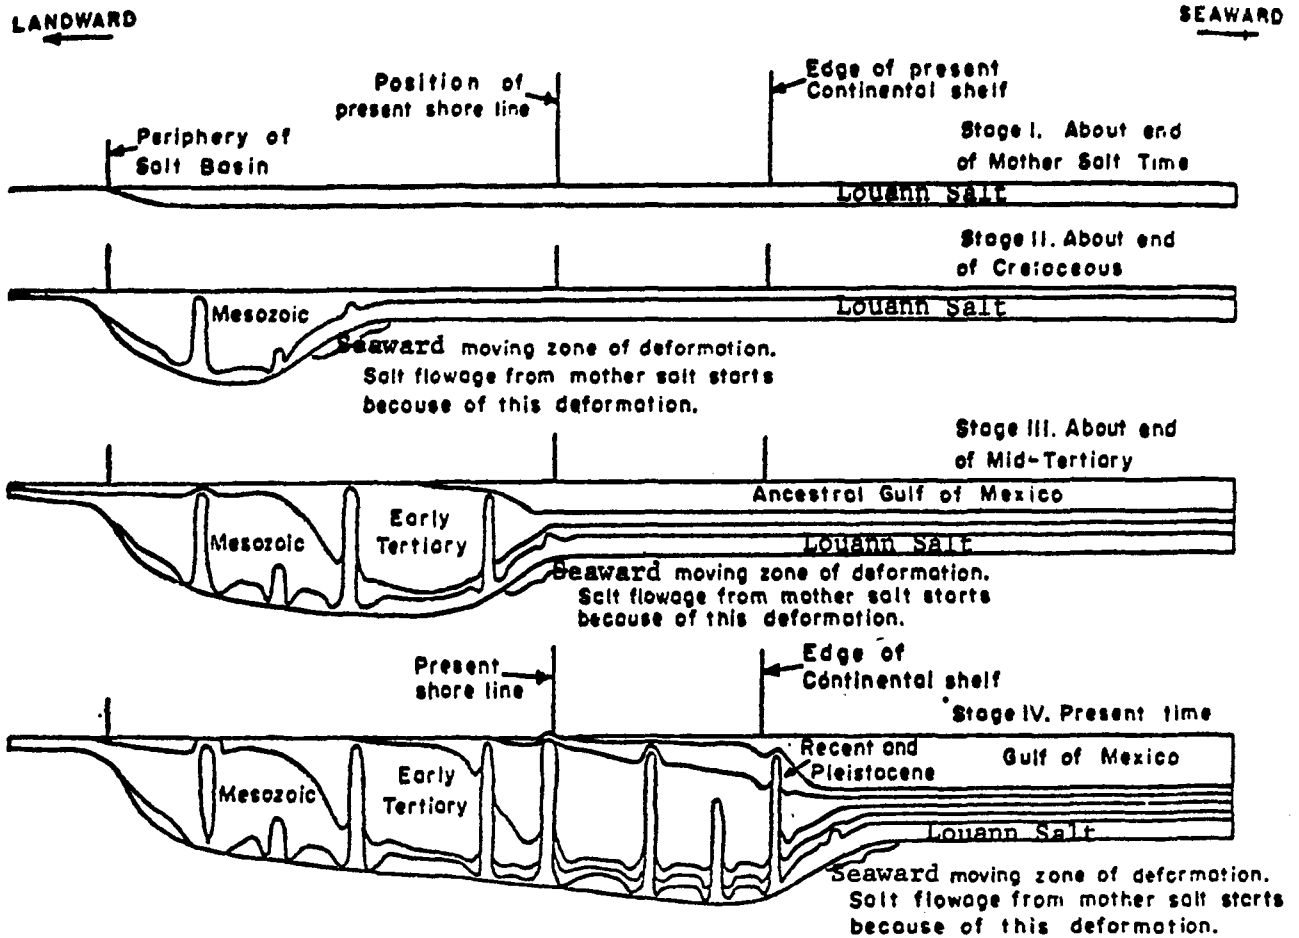 LANDWARD
SEAWARD
Position of
present shore line
Edge of present
Continental shelf
Periphery of
Salt Basin
Stage I. About end
of Mother Salt Time
Louann Salt
Stage II. About end
of Cretaceous
Mesozoic
Louann Salt
Seaward moving zone of deformation.
Salt flowage from mother salt starts
because of this deformation.
Stage III. About end
of Mid-Tertiary
Ancestral Gulf of Mexico
Early
Tertiary
Mesozoic
Louann Salt
Seaward moving zone of deformation.
Salt flowage from mother salt starts
because of this deformation.
Present
shore line
Edge of
Continental shelf
Stage IV. Present time
Recent and
Pleistocene
Gulf of Mexico
Early
Tertiary
Mesozoic
Louann Salt
Seaward moving zone of deformation.
Salt flowage from mother salt starts
because of this deformation.